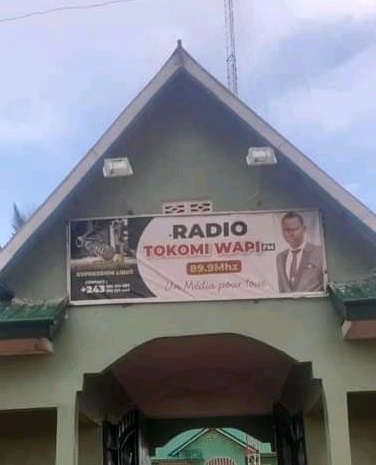 RADIO
TOKOMI WAPI FM
89.9Mhz
EXPRESSION LIBRE
CONTACT :
+243
Un Média pour tous